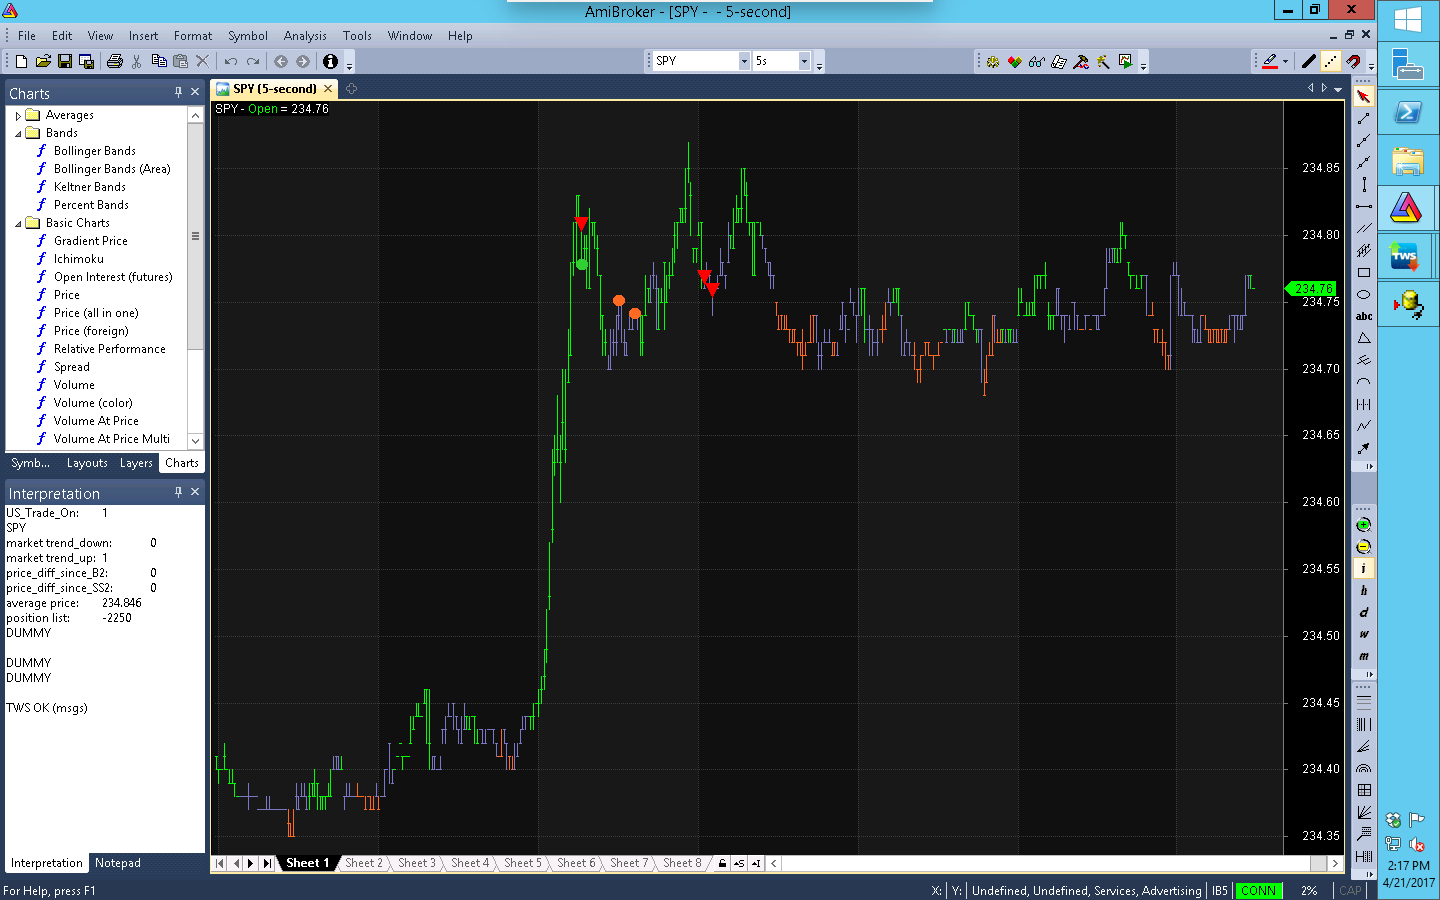 AmiBroker - [SPY - - 5-second]
File Edit View Insert Format Symbol Analysis Tools Window Help
SPY 5s
Charts
SPY (5-second)
SPY - Open = 234.76
Averages
Bands
Bollinger Bands
Bollinger Bands (Area)
Keltner Bands
Percent Bands
Basic Charts
Gradient Price
Ichimoku
Open Interest (futures)
Price
Price (all in one)
Price (foreign)
Relative Performance
Spread
Volume
Volume (color)
Volume At Price
Volume At Price Multi
Symb... Layouts Layers Charts
Interpretation
US_Trade_On: 1
SPY
market trend_down: 0
market trend_up: 1
price_diff_since_B2: 0
price_diff_since_SS2: 0
average price: 234.846
position list: -2250
DUMMY
DUMMY
DUMMY
TWS OK (msgs)
Interpretation Notepad
234.85
234.80
234.76
234.75
234.70
234.65
234.60
234.55
234.50
234.45
234.40
234.35
abc
i
h
d
w
m
TWS
Sheet 1 Sheet 2 Sheet 3 Sheet 4 Sheet 5 Sheet 6 Sheet 7 Sheet 8
S I
For Help, press F1
X: Y: Undefined, Undefined, Services, Advertising IB5 CONN 2% CAP
2:17 PM
4/21/2017